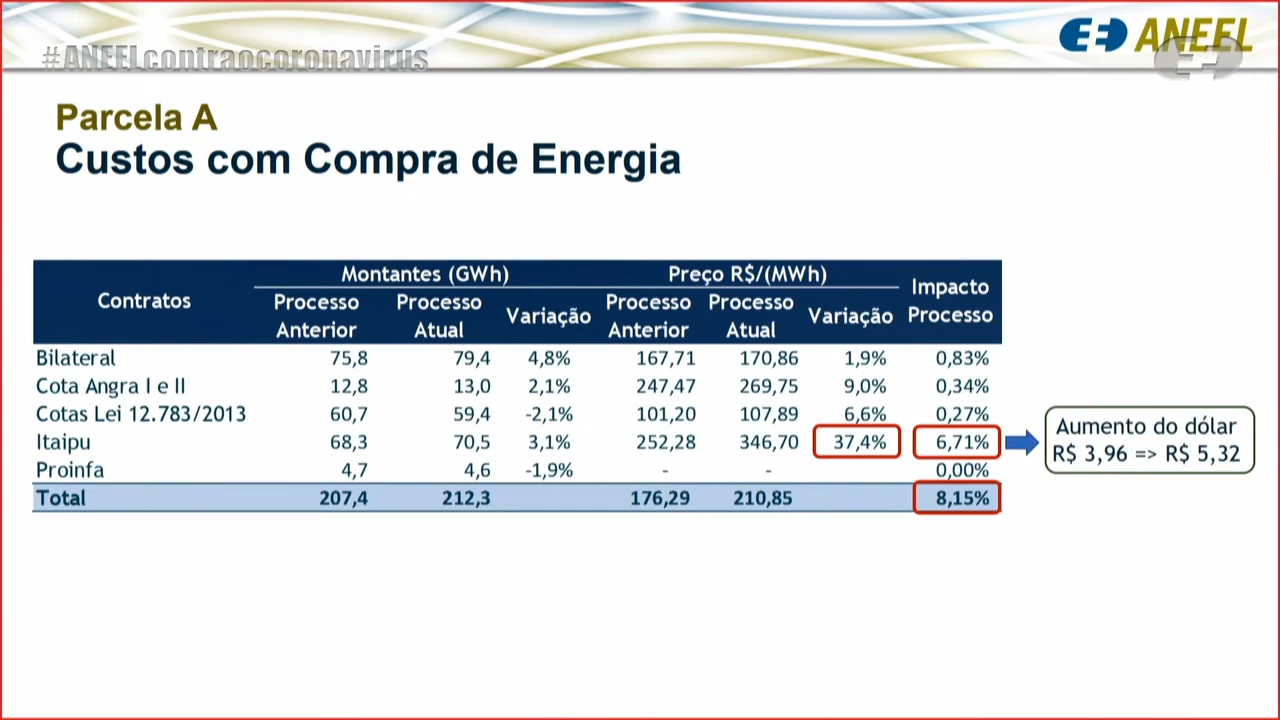 #ANEELcontraocoronavirus
ANEEL
Parcela A
Custos com Compra de Energia
Contratos Montantes (GWh) Preço R$/(MWh) Impacto Processo
Processo Anterior Processo Atual Variação Processo Anterior Processo Atual Variação
Bilateral 75,8 79,4 4,8% 167,71 170,86 1,9% 0,83%
Cota Angra I e II 12,8 13,0 2,1% 247,47 269,75 9,0% 0,34%
Cotas Lei 12.783/2013 60,7 59,4 -2,1% 101,20 107,89 6,6% 0,27%
Itaipu 68,3 70,5 3,1% 252,28 346,70 37,4% 6,71%
Proinfa 4,7 4,6 -1,9% - - 0,00%
Total 207,4 212,3 176,29 210,85 8,15%
Aumento do dólar
R$ 3,96 => R$ 5,32